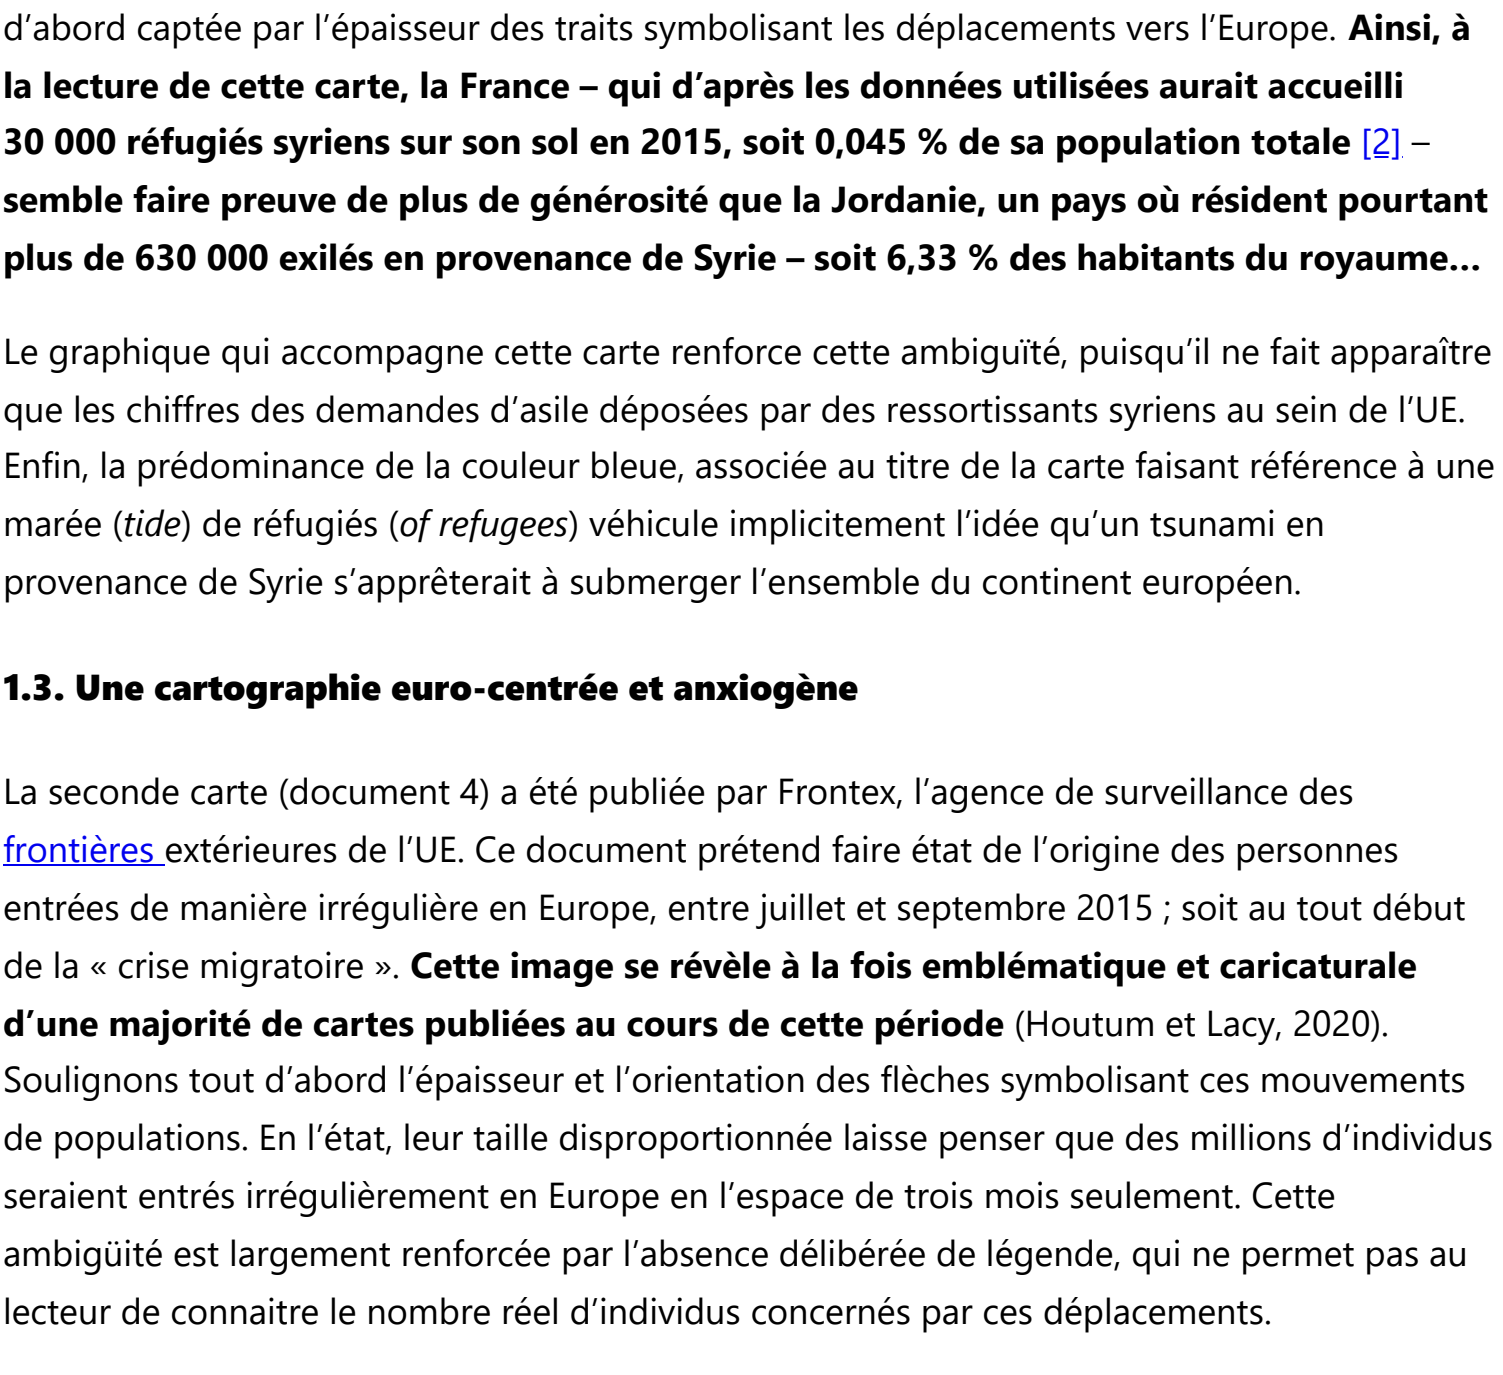 d’abord captée par l’épaisseur des traits symbolisant les déplacements vers l’Europe. Ainsi, à
la lecture de cette carte, la France – qui d’après les données utilisées aurait accueilli
30 000 réfugiés syriens sur son sol en 2015, soit 0,045 % de sa population totale [2] –
semble faire preuve de plus de générosité que la Jordanie, un pays où résident pourtant
plus de 630 000 exilés en provenance de Syrie – soit 6,33 % des habitants du royaume…
Le graphique qui accompagne cette carte renforce cette ambiguïté, puisqu’il ne fait apparaître
que les chiffres des demandes d’asile déposées par des ressortissants syriens au sein de l’UE.
Enfin, la prédominance de la couleur bleue, associée au titre de la carte faisant référence à une
marée (tide) de réfugiés (of refugees) véhicule implicitement l’idée qu’un tsunami en
provenance de Syrie s’apprêterait à submerger l’ensemble du continent européen.
1.3. Une cartographie euro-centrée et anxiogène
La seconde carte (document 4) a été publiée par Frontex, l’agence de surveillance des
frontières extérieures de l’UE. Ce document prétend faire état de l’origine des personnes
entrées de manière irrégulière en Europe, entre juillet et septembre 2015 ; soit au tout début
de la « crise migratoire ». Cette image se révèle à la fois emblématique et caricaturale
d’une majorité de cartes publiées au cours de cette période (Houtum et Lacy, 2020).
Soulignons tout d’abord l’épaisseur et l’orientation des flèches symbolisant ces mouvements
de populations. En l’état, leur taille disproportionnée laisse penser que des millions d’individus
seraient entrés irrégulièrement en Europe en l’espace de trois mois seulement. Cette
ambigüité est largement renforcée par l’absence délibérée de légende, qui ne permet pas au
lecteur de connaitre le nombre réel d’individus concernés par ces déplacements.